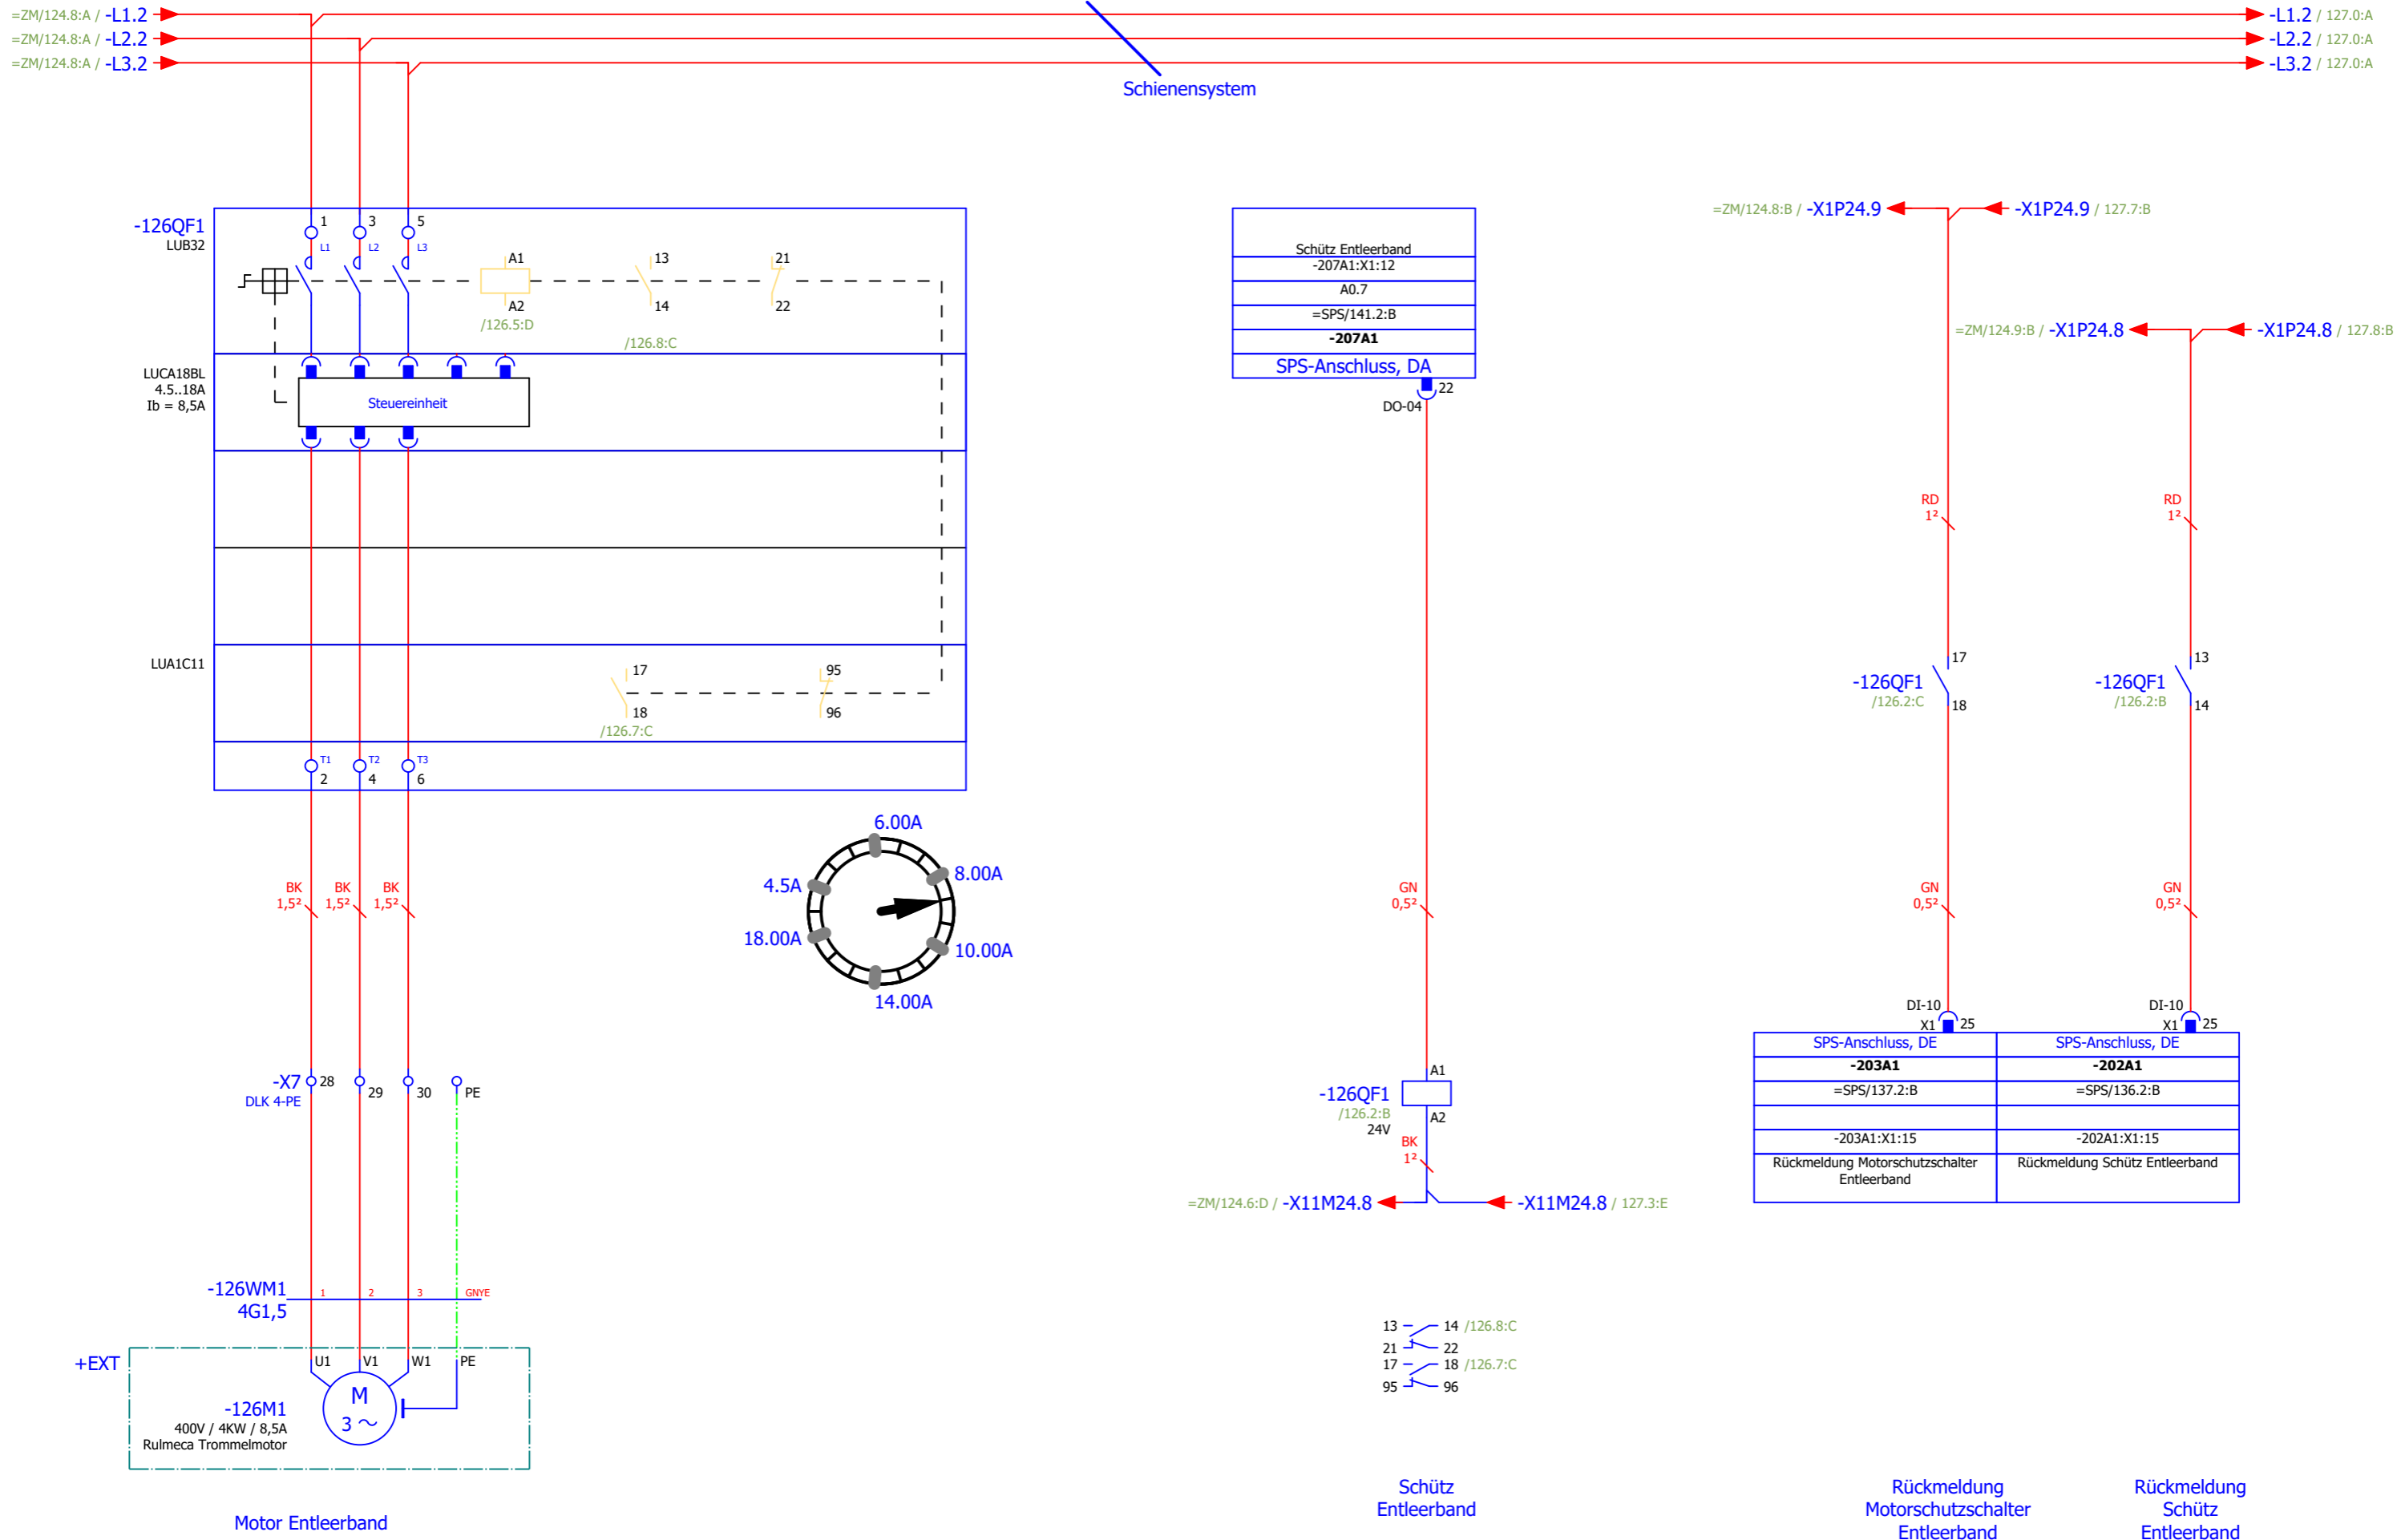 =ZM/124.8:A / -L1.2
-L1.2 / 127.0:A
=ZM/124.8:A / -L2.2
-L2.2 / 127.0:A
=ZM/124.8:A / -L3.2
-L3.2 / 127.0:A
Schienensystem
-126QF1
LUB32
1
3
5
L1
L2
L3
A1
A2
/126.5:D
13
14
/126.8:C
21
22
LUCA18BL
4.5..18A
Ib = 8,5A
Steuereinheit
LUA1C11
17
18
/126.7:C
95
96
T1
T2
T3
2
4
6
6.00A
8.00A
4.5A
18.00A
10.00A
14.00A
BK
1,5²
BK
1,5²
BK
1,5²
-X7
DLK 4-PE
28
29
30
PE
-126WM1
4G1,5
1
2
3
GNYE
+EXT
U1
V1
W1
PE
-126M1
400V / 4KW / 8,5A
Rulmeca Trommelmotor
M
3 ~
Motor Entleerband
Schütz Entleerband
-207A1:X1:12
A0.7
=SPS/141.2:B
-207A1
SPS-Anschluss, DA
22
DO-04
GN
0,5²
A1
-126QF1
/126.2:B
24V
A2
BK
1²
=ZM/124.6:D / -X11M24.8
-X11M24.8 / 127.3:E
13 14 /126.8:C
21 22
17 18 /126.7:C
95 96
Schütz
Entleerband
=ZM/124.8:B / -X1P24.9
-X1P24.9 / 127.7:B
=ZM/124.9:B / -X1P24.8
-X1P24.8 / 127.8:B
RD
1²
RD
1²
17
-126QF1
/126.2:C
18
13
-126QF1
/126.2:B
14
GN
0,5²
GN
0,5²
DI-10
X1
25
DI-10
X1
25
SPS-Anschluss, DE
-203A1
=SPS/137.2:B
-203A1:X1:15
Rückmeldung Motorschutzschalter
Entleerband
SPS-Anschluss, DE
-202A1
=SPS/136.2:B
-202A1:X1:15
Rückmeldung Schütz Entleerband
Rückmeldung
Motorschutzschalter
Entleerband
Rückmeldung
Schütz
Entleerband